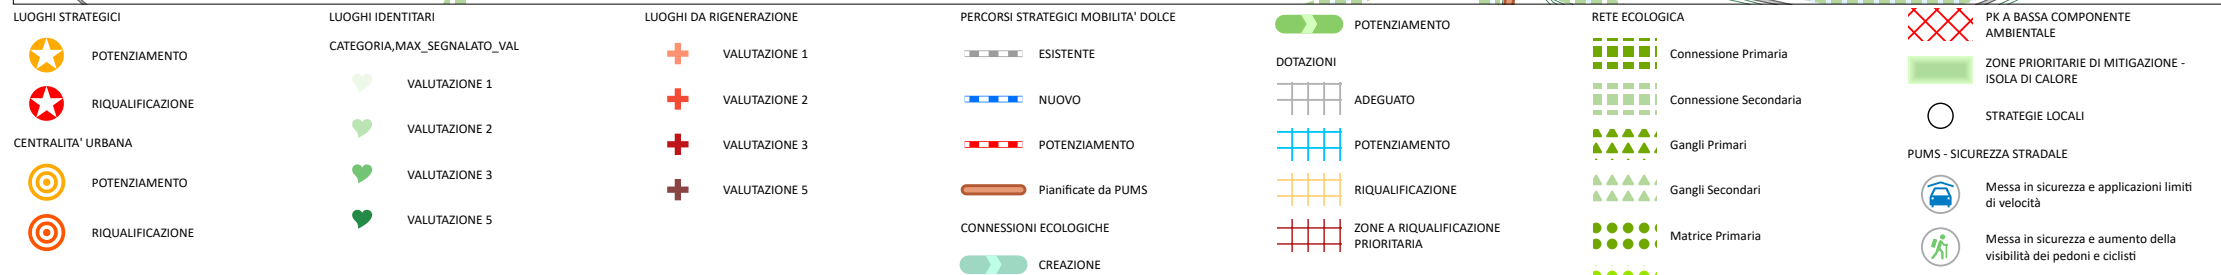 LUOGHI STRATEGICI
POTENZIAMENTO
RIQUALIFICAZIONE
CENTRALITA' URBANA
POTENZIAMENTO
RIQUALIFICAZIONE
LUOGHI IDENTITARI
CATEGORIA,MAX_SEGNALATO_VAL
VALUTAZIONE 1
VALUTAZIONE 2
VALUTAZIONE 3
VALUTAZIONE 5
LUOGHI DA RIGENERAZIONE
VALUTAZIONE 1
VALUTAZIONE 2
VALUTAZIONE 3
VALUTAZIONE 5
PERCORSI STRATEGICI MOBILITA' DOLCE
ESISTENTE
NUOVO
POTENZIAMENTO
Pianificate da PUMS
CONNESSIONI ECOLOGICHE
CREAZIONE
POTENZIAMENTO
DOTAZIONI
ADEGUATO
POTENZIAMENTO
RIQUALIFICAZIONE
ZONE A RIQUALIFICAZIONE
PRIORITARIA
RETE ECOLOGICA
Connessione Primaria
Connessione Secondaria
Gangli Primari
Gangli Secondari
Matrice Primaria
PK A BASSA COMPONENTE
AMBIENTALE
ZONE PRIORITARIE DI MITIGAZIONE -
ISOLA DI CALORE
STRATEGIE LOCALI
PUMS - SICUREZZA STRADALE
Messa in sicurezza e applicazioni limiti
di velocità
Messa in sicurezza e aumento della
visibilità dei pedoni e ciclisti